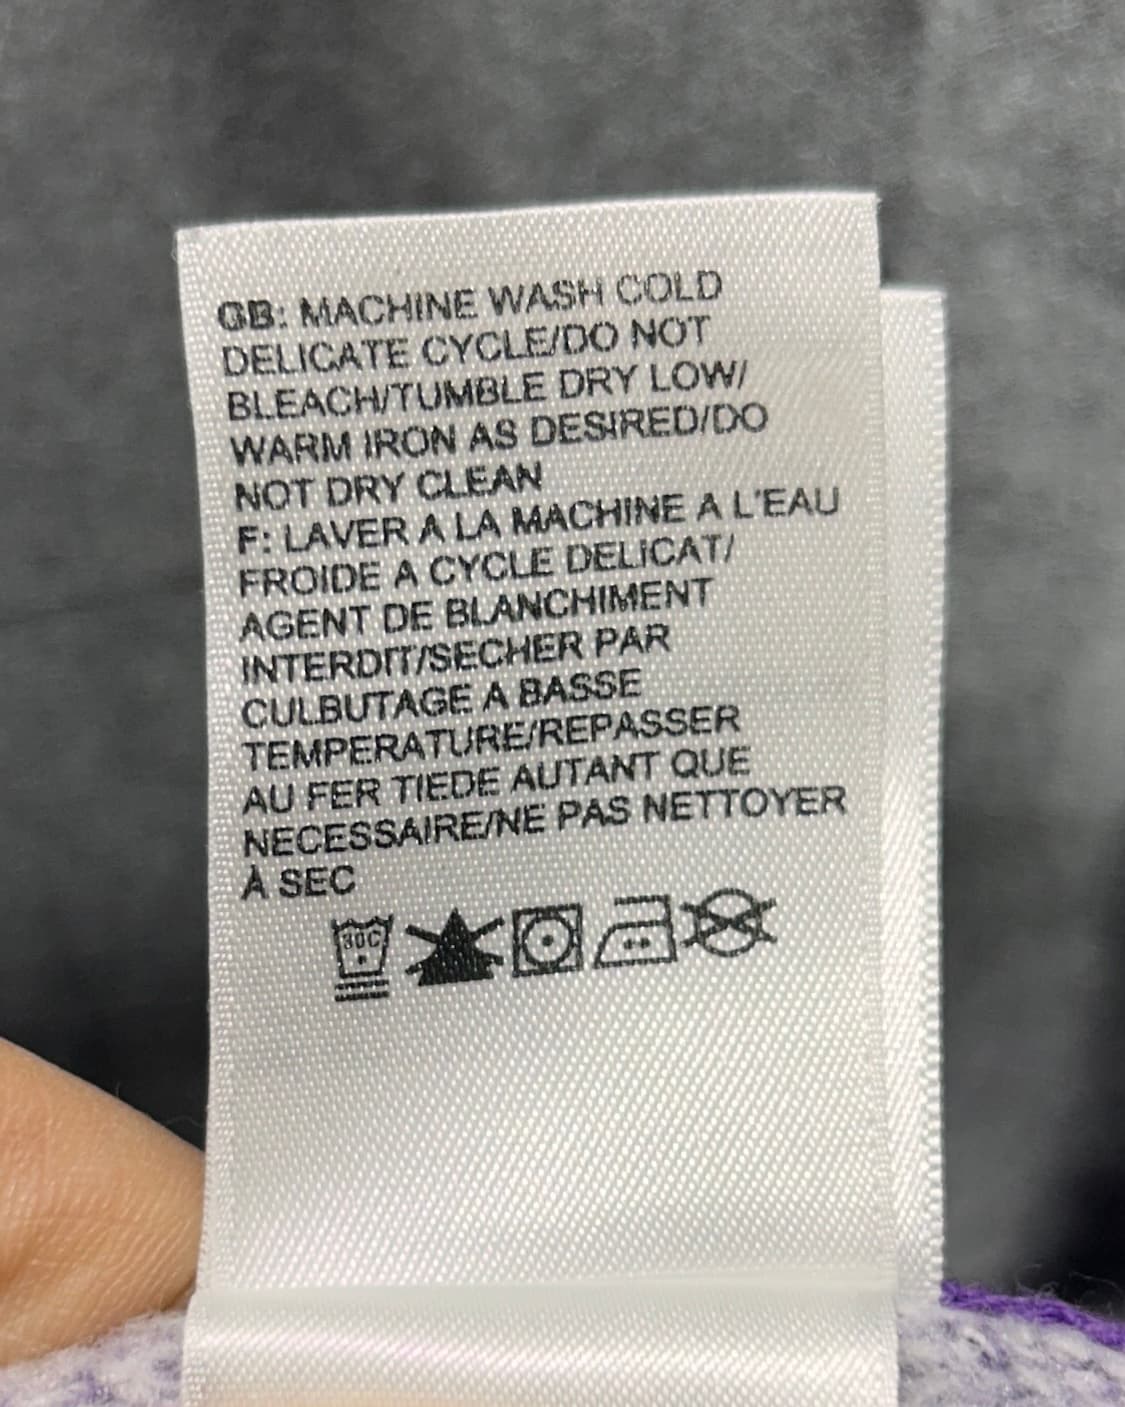 GB: MACHINE WASH COLD
DELICATE CYCLE/DO NOT
BLEACH/TUMBLE DRY LOW/
WARM IRON AS DESIRED/DO
NOT DRY CLEAN
F: LAVER A LA MACHINE A L'EAU
FROIDE A CYCLE DELICAT/
AGENT DE BLANCHIMENT
INTERDIT/SECHER PAR
CULBUTAGE A BASSE
TEMPERATURE/REPASSER
AU FER TIEDE AUTANT QUE
NECESSAIRE/NE PAS NETTOYER
À SEC
30C